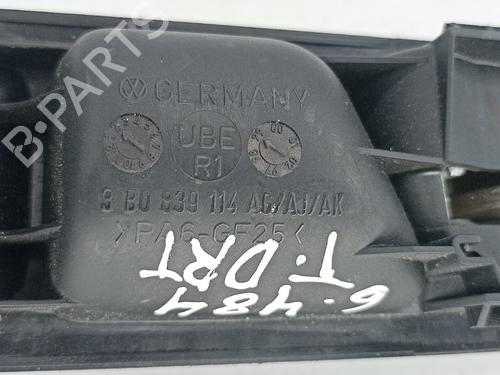 GERMANY
UBE
R1
3 B0 839 114 AG/AJ/AK
>PA6-GF25<
6-484
T-DRT
B-PARTS